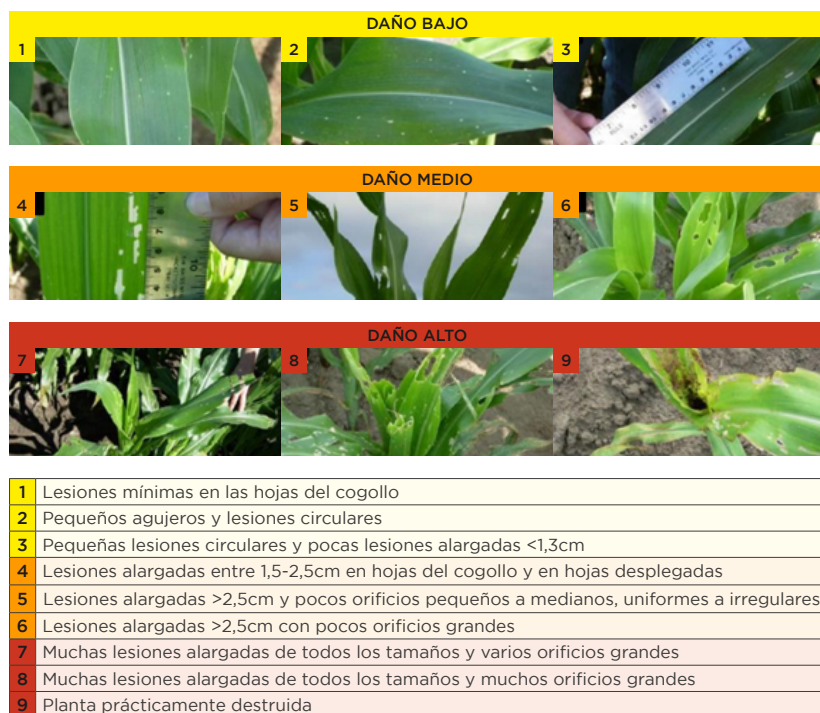 DAÑO BAJO
1 2 3
DAÑO MEDIO
4 5 6
DAÑO ALTO
7 8 9
1 Lesiones mínimas en las hojas del cogollo
2 Pequeños agujeros y lesiones circulares
3 Pequeñas lesiones circulares y pocas lesiones alargadas <1,3cm
4 Lesiones alargadas entre 1,5-2,5cm en hojas del cogollo y en hojas desplegadas
5 Lesiones alargadas >2,5cm y pocos orificios pequeños a medianos, uniformes a irregulares
6 Lesiones alargadas >2,5cm con pocos orificios grandes
7 Muchas lesiones alargadas de todos los tamaños y varios orificios grandes
8 Muchas lesiones alargadas de todos los tamaños y muchos orificios grandes
9 Planta prácticamente destruida